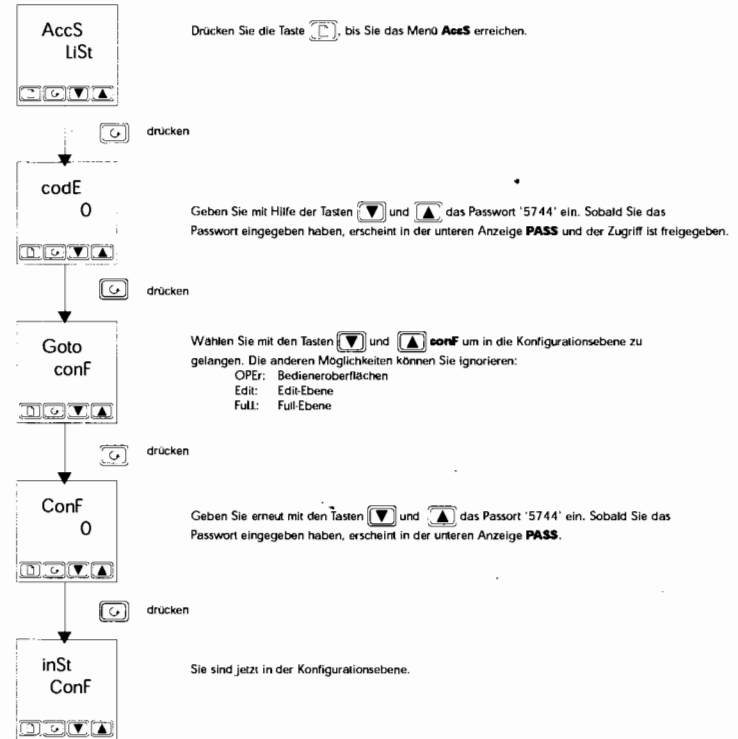 AccS
LiSt
Drücken Sie die Taste , bis Sie das Menü AccS erreichen.
drücken
codE
0
Geben Sie mit Hilfe der Tasten ▼ und ▲ das Passwort '5744' ein. Sobald Sie das
Passwort eingegeben haben, erscheint in der unteren Anzeige PASS und der Zugriff ist freigegeben.
drücken
Goto
conF
Wählen Sie mit den Tasten ▼ und ▲ conF um in die Konfigurationsebene zu
gelangen. Die anderen Möglichkeiten können Sie ignorieren:
OPEr: Bedieneroberflächen
Edit: Edit-Ebene
FuLL: Full-Ebene
drücken
ConF
0
Geben Sie erneut mit den Tasten ▼ und ▲ das Passort '5744' ein. Sobald Sie das
Passwort eingegeben haben, erscheint in der unteren Anzeige PASS.
drücken
inSt
ConF
Sie sind jetzt in der Konfigurationsebene.